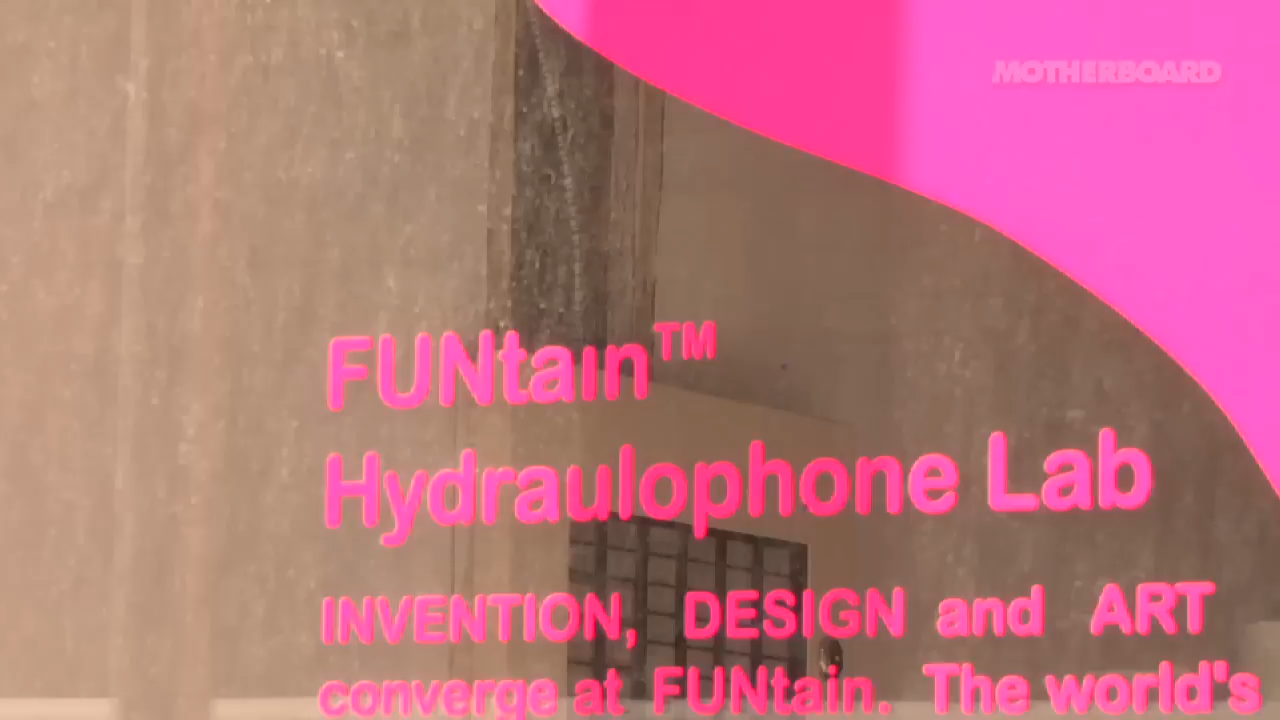 MOTHERBOARD
FUNtain™
Hydraulophone Lab
INVENTION, DESIGN and ART
converge at FUNtain. The world's